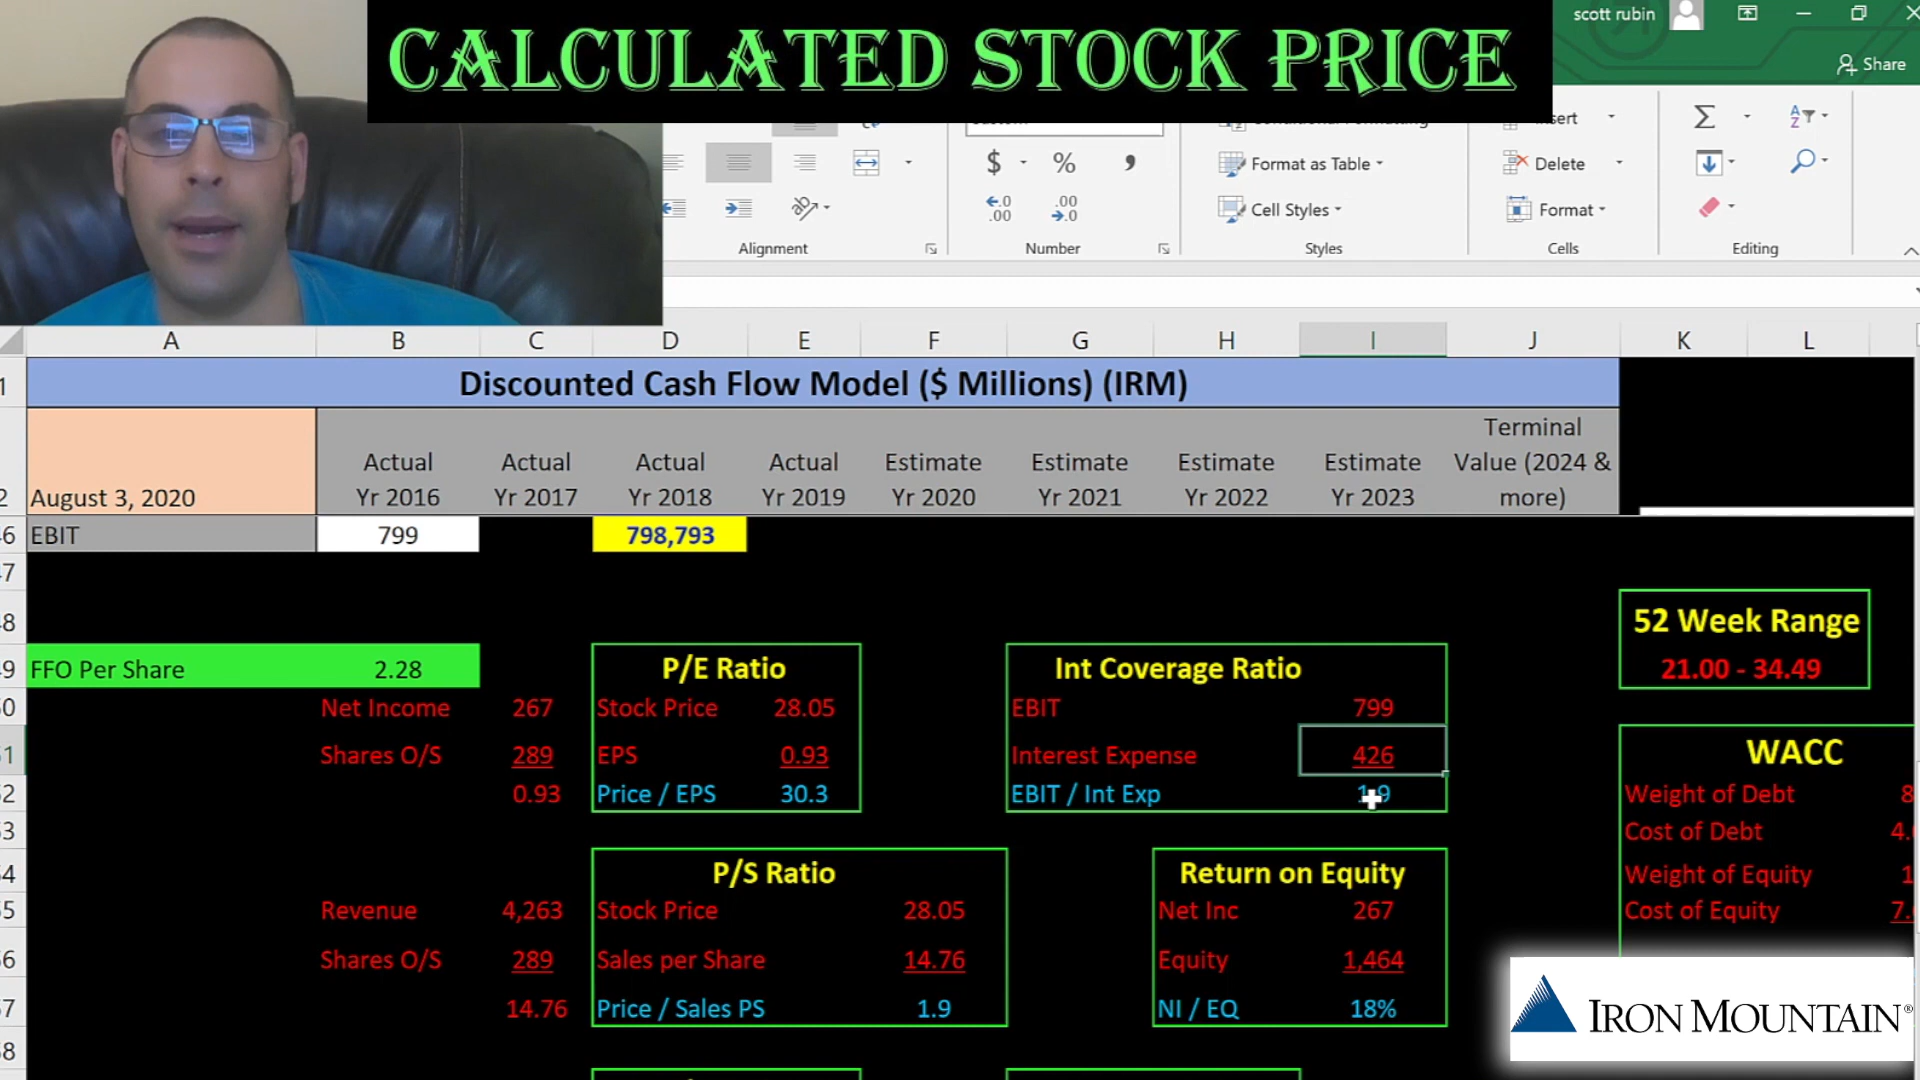 CALCULATED STOCK PRICE
scott rubin
Share
Insert
$ % ,
Format as Table
Delete
Cell Styles
Format
Alignment
Number
Styles
Cells
Editing
A B C D E F G H I J K L
Discounted Cash Flow Model ($ Millions) (IRM)
August 3, 2020
Actual Yr 2016
Actual Yr 2017
Actual Yr 2018
Actual Yr 2019
Estimate Yr 2020
Estimate Yr 2021
Estimate Yr 2022
Estimate Yr 2023
Terminal Value (2024 & more)
EBIT 799 798,793
52 Week Range
21.00 - 34.49
FFO Per Share 2.28
Net Income 267
Shares O/S 289
0.93
P/E Ratio
Stock Price 28.05
EPS 0.93
Price / EPS 30.3
Int Coverage Ratio
EBIT 799
Interest Expense 426
EBIT / Int Exp
WACC
Weight of Debt
Cost of Debt
Weight of Equity
Cost of Equity
Revenue 4,263
Shares O/S 289
14.76
P/S Ratio
Stock Price 28.05
Sales per Share 14.76
Price / Sales PS 1.9
Return on Equity
Net Inc 267
Equity 1,464
NI / EQ 18%
IRON MOUNTAIN®